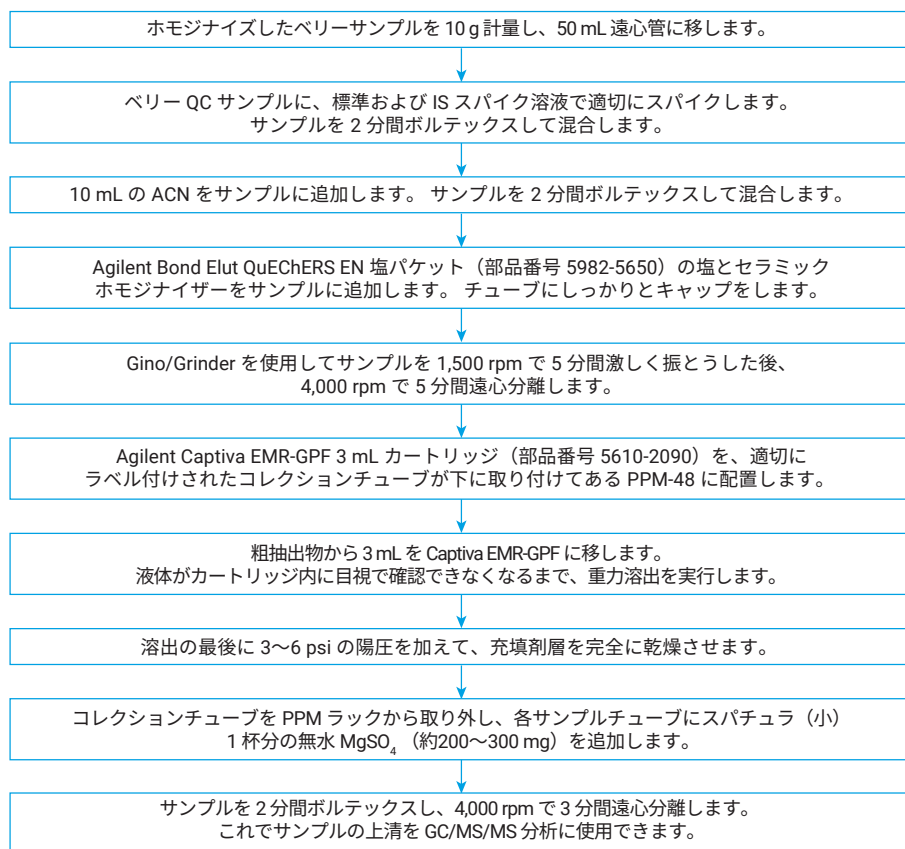 ホモジナイズしたベリーサンプルを 10 g 計量し、50 mL 遠心管に移します。
ベリー QC サンプルに、標準および IS スパイク溶液で適切にスパイクします。
サンプルを 2 分間ボルテックスして混合します。
10 mL の ACN をサンプルに追加します。 サンプルを 2 分間ボルテックスして混合します。
Agilent Bond Elut QuEChERS EN 塩パケット（部品番号 5982-5650）の塩とセラミック
ホモジナイザーをサンプルに追加します。 チューブにしっかりとキャップをします。
Gino/Grinder を使用してサンプルを 1,500 rpm で 5 分間激しく振とうした後、
4,000 rpm で 5 分間遠心分離します。
Agilent Captiva EMR-GPF 3 mL カートリッジ（部品番号 5610-2090）を、適切に
ラベル付けされたコレクションチューブが下に取り付けてある PPM-48 に配置します。
粗抽出物から 3 mL を Captiva EMR-GPF に移します。
液体がカートリッジ内に目視で確認できなくなるまで、重力溶出を実行します。
溶出の最後に 3～6 psi の陽圧を加えて、充填剤層を完全に乾燥させます。
コレクションチューブを PPM ラックから取り外し、各サンプルチューブにスパチュラ（小）
1 杯分の無水 MgSO₄ （約200～300 mg）を追加します。
サンプルを 2 分間ボルテックスし、4,000 rpm で 3 分間遠心分離します。
これでサンプルの上清を GC/MS/MS 分析に使用できます。